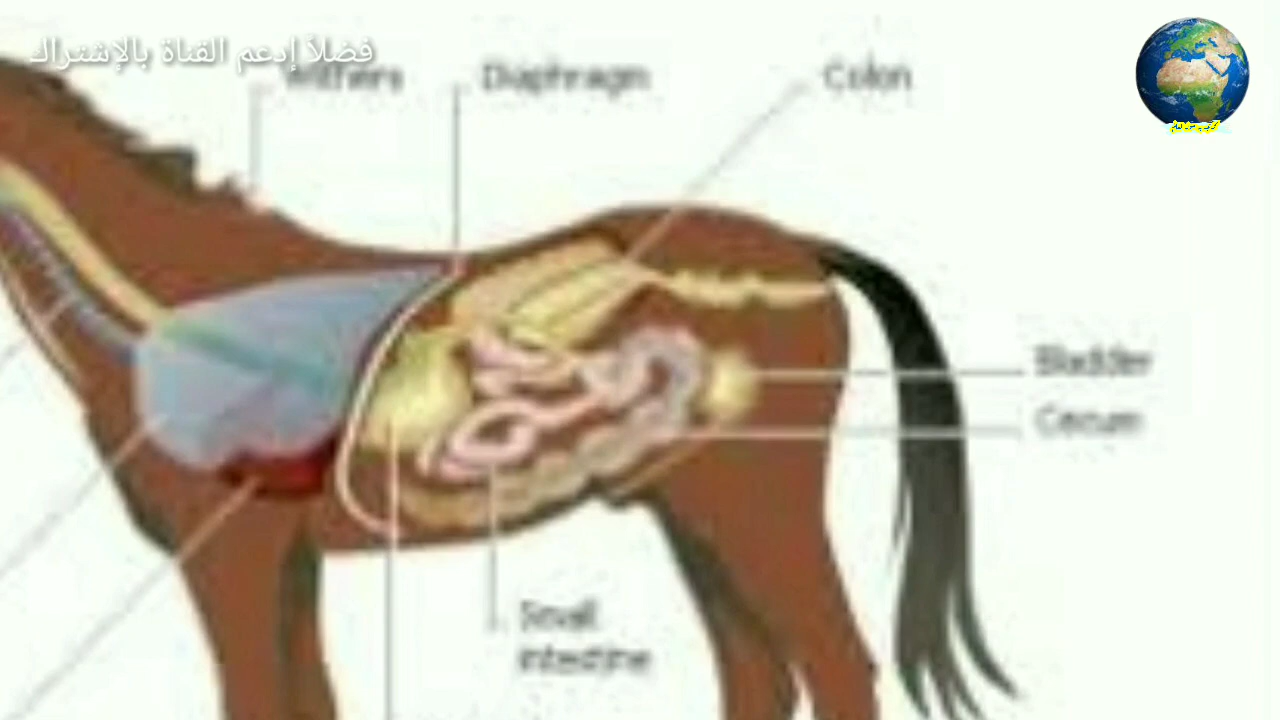 فضلاً إدعم القناة بالإشتراك
Withers
Diaphragm
Colon
Bladder
Cecum
Small
intestine